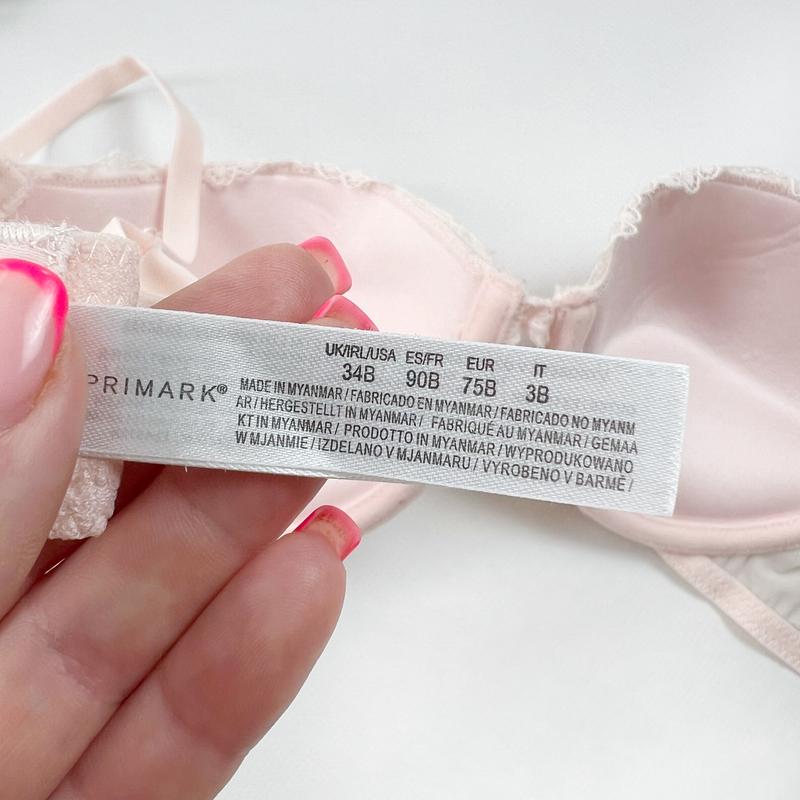 PRIMARK®
UK/IRL/USA ES/FR EUR IT
34B 90B 75B 3B
MADE IN MYANMAR / FABRICADO EN MYANMAR / FABRICADO NO MYANM
AR / HERGESTELLT IN MYANMAR / FABRIQUÉ AU MYANMAR / GEMAA
KT IN MYANMAR / PRODOTTO IN MYANMAR / WYPRODUKOWANO
W MJANMIE / IZDELANO V MJANMARU / VYROBENO V BARMĚ /